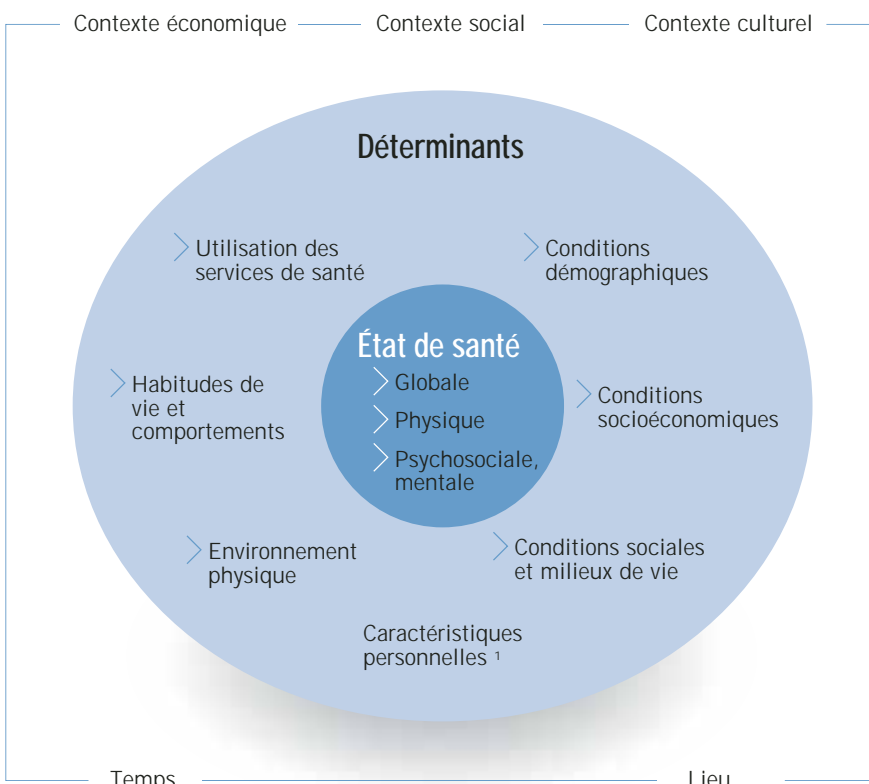 Contexte économique Contexte social Contexte culturel
Déterminants
Utilisation des
services de santé
Conditions
démographiques
État de santé
Globale
Physique
Psychosociale,
mentale
Habitudes de
vie et
comportements
Conditions
socioéconomiques
Environnement
physique
Conditions sociales
et milieux de vie
Caractéristiques
personnelles 1
Temps Lieu